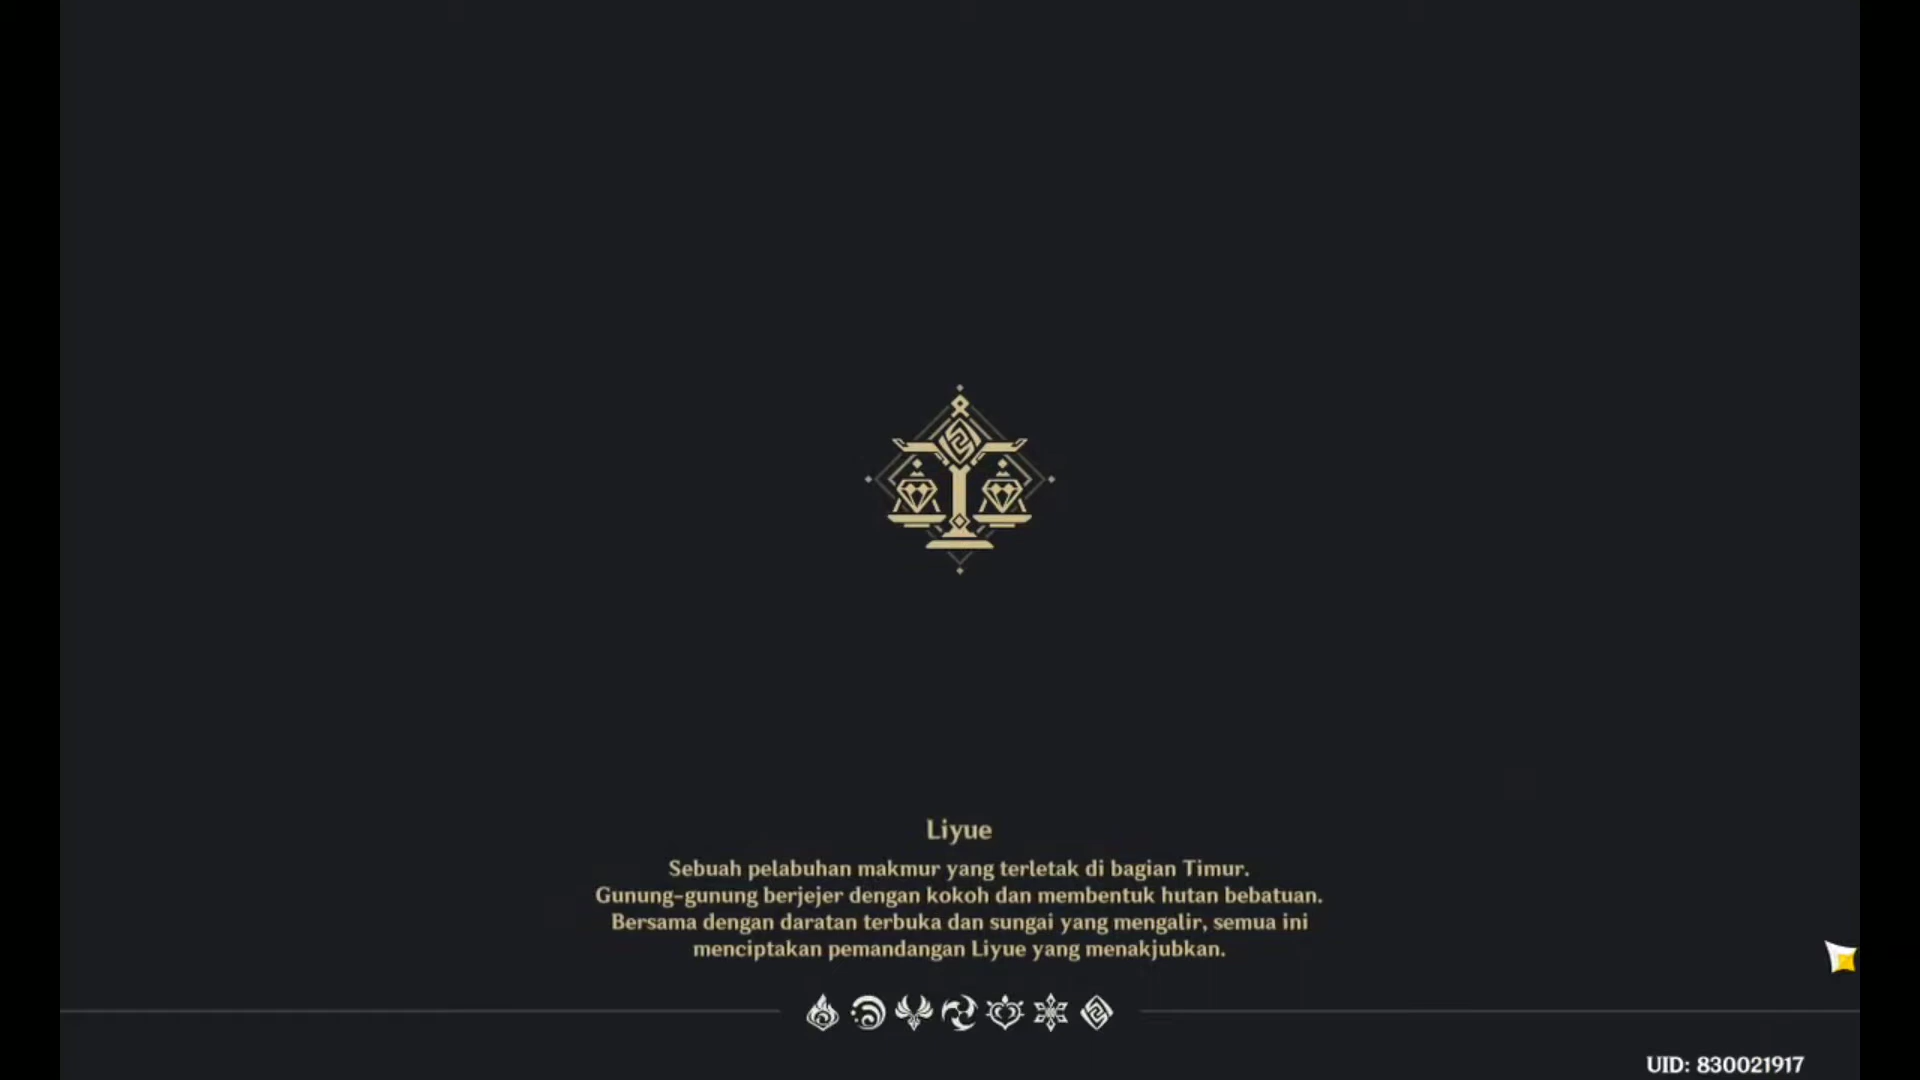 Liyue
Sebuah pelabuhan makmur yang terletak di bagian Timur.
Gunung-gunung berjejer dengan kokoh dan membentuk hutan bebatuan.
Bersama dengan daratan terbuka dan sungai yang mengalir, semua ini
menciptakan pemandangan Liyue yang menakjubkan.
UID: 830021917